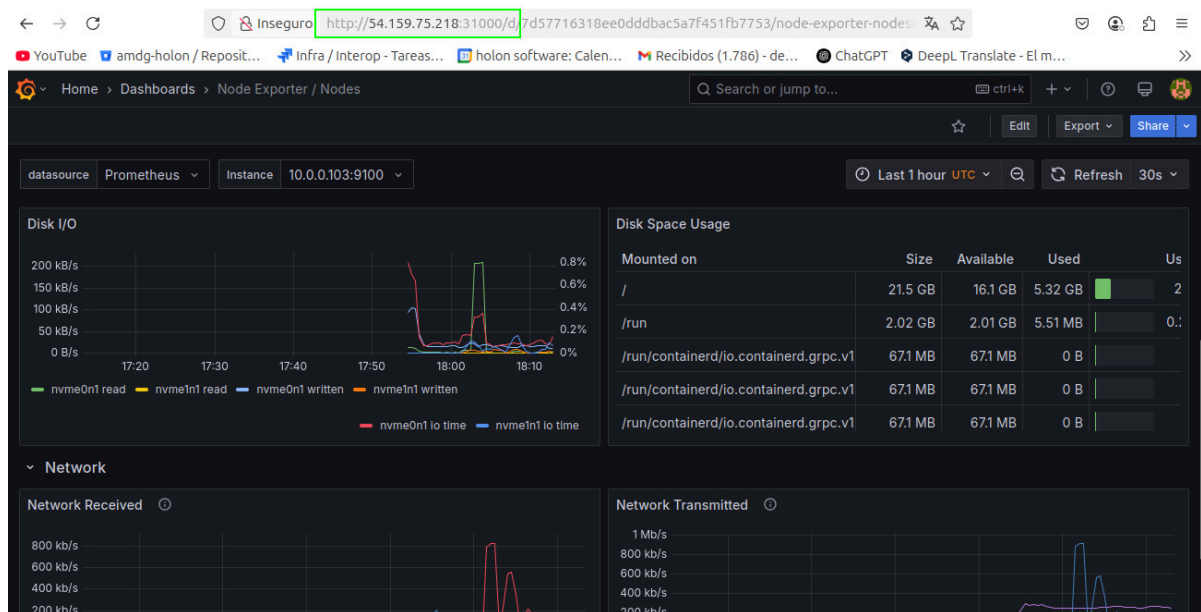 Inseguro http://54.159.75.218:31000/d/7d57716318ee0dddbac5a7f451fb7753/node-exporter-nodes?
YouTube amdg-holon / Reposit... Infra / Interop - Tareas... holon software: Calen... Recibidos (1.786) - de... ChatGPT DeepL Translate - El m...
Home › Dashboards › Node Exporter / Nodes Search or jump to... ctrl+k
Edit Export Share
datasource Prometheus Instance 10.0.0.103:9100 Last 1 hour UTC Refresh 30s
Disk I/O
200 kB/s 0.8%
150 kB/s 0.6%
100 kB/s 0.4%
50 kB/s 0.2%
0 B/s 0%
17:20 17:30 17:40 17:50 18:00 18:10
nvme0n1 read nvme1n1 read nvme0n1 written nvme1n1 written
nvme0n1 io time nvme1n1 io time
Disk Space Usage
Mounted on Size Available Used Us
/ 21.5 GB 16.1 GB 5.32 GB 2
/run 2.02 GB 2.01 GB 5.51 MB 0.
/run/containerd/io.containerd.grpc.v1 67.1 MB 67.1 MB 0 B
/run/containerd/io.containerd.grpc.v1 67.1 MB 67.1 MB 0 B
/run/containerd/io.containerd.grpc.v1 67.1 MB 67.1 MB 0 B
Network
Network Received
800 kb/s
600 kb/s
400 kb/s
200 kb/s
Network Transmitted
1 Mb/s
800 kb/s
600 kb/s
400 kb/s
200 kb/s